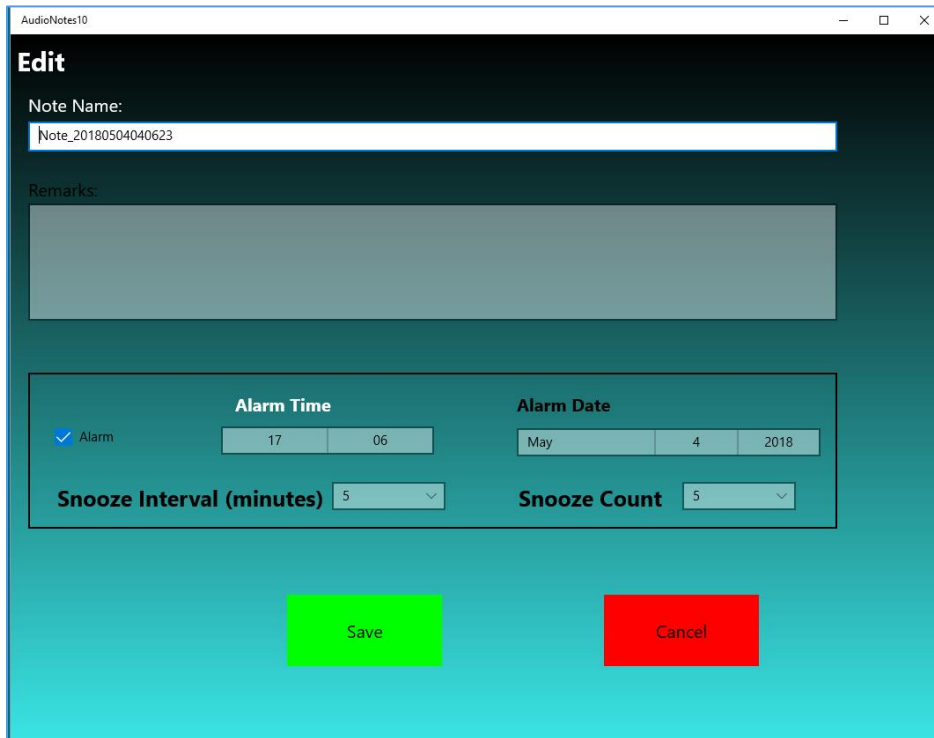 AudioNotes10
Edit
Note Name:
Note_20180504040623
Remarks:
Alarm Time Alarm Date
Alarm 17 06 May 4 2018
Snooze Interval (minutes) 5 Snooze Count 5
Save Cancel